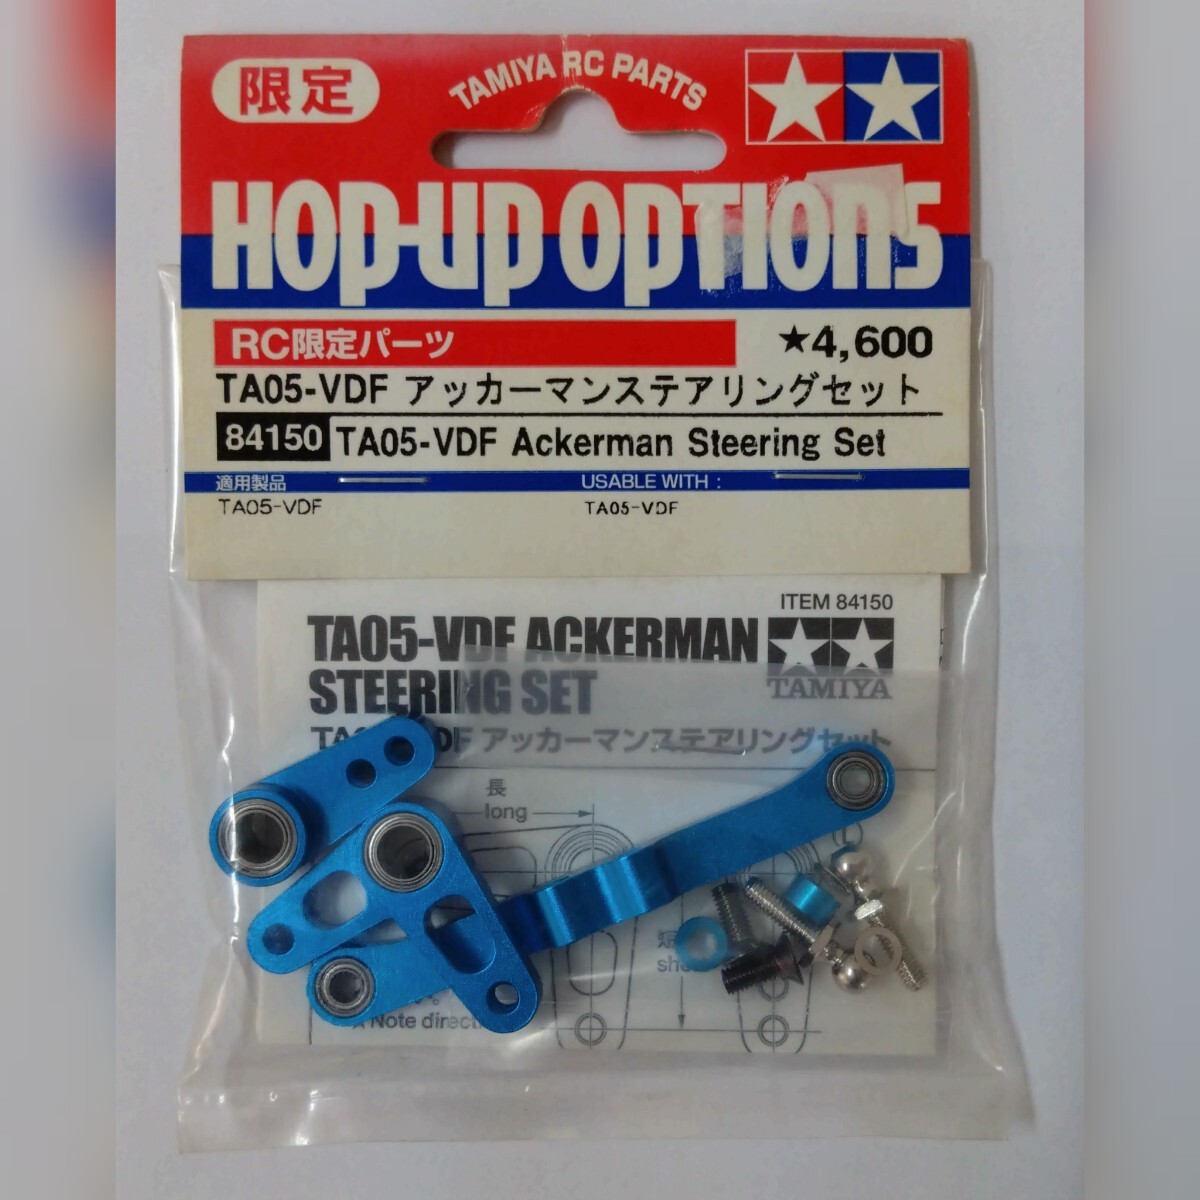 限定
TAMIYA RC PARTS
HOP-UP OPTIONS
RC限定パーツ
★4,600
TA05-VDF アッカーマンステアリングセット
84150 TA05-VDF Ackerman Steering Set
適用製品
USABLE WITH :
TA05-VDF
TA05-VDF
ITEM 84150
TA05-VDF ACKERMAN
STEERING SET
TAMIYA
アッカーマンステアリングセット
長
long
短
Note